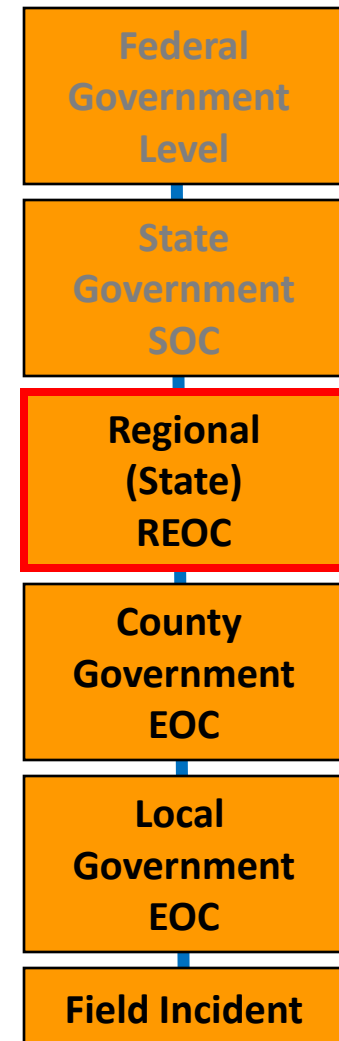 Federal
Government
Level
State
Government
SOC
Regional
(State)
REOC
County
Government
EOC
Local
Government
EOC
Field Incident